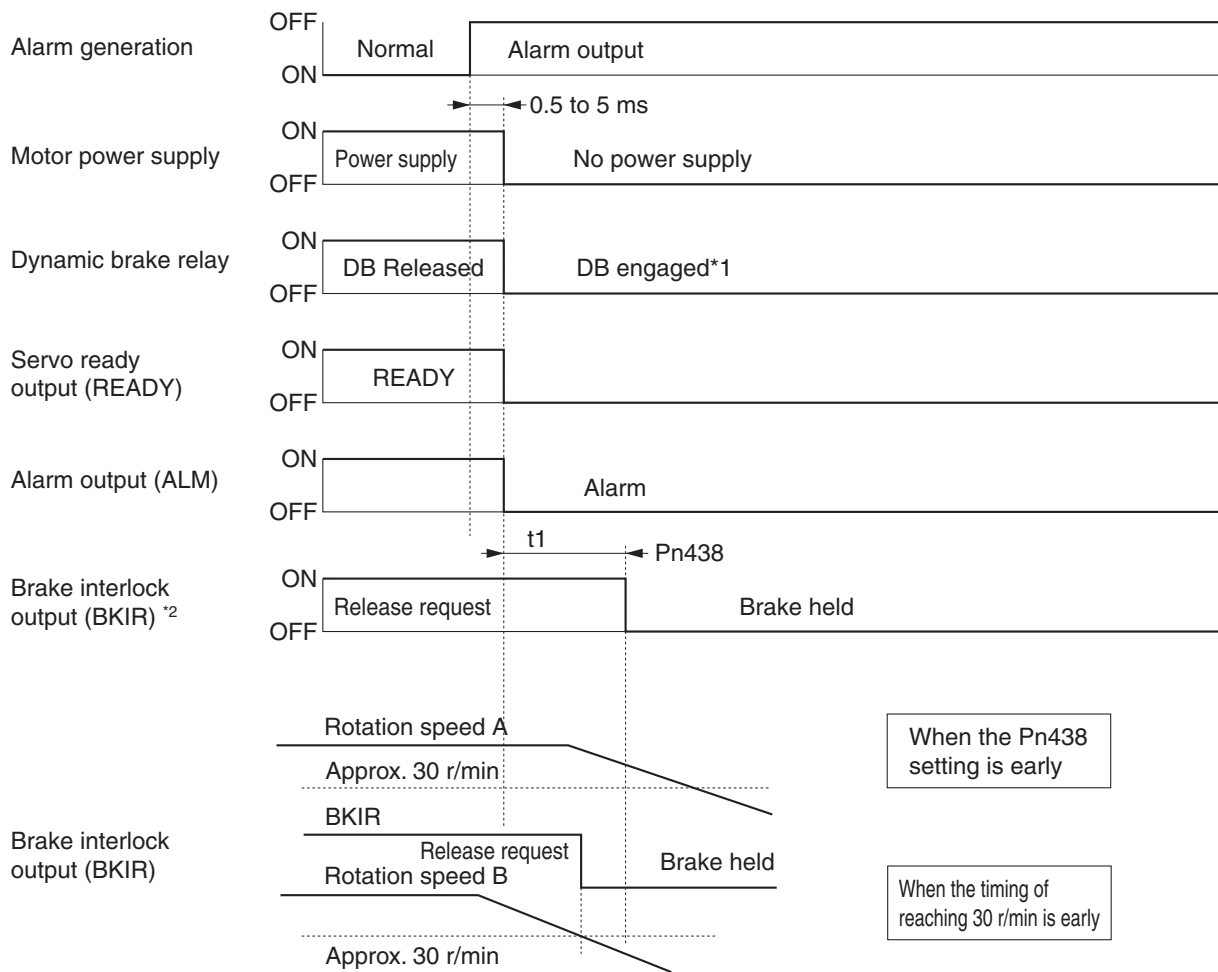 Alarm generation
OFF
ON
Normal
Alarm output
0.5 to 5 ms
Motor power supply
ON
OFF
Power supply
No power supply
Dynamic brake relay
ON
OFF
DB Released
DB engaged*1
Servo ready
output (READY)
ON
OFF
READY
Alarm output (ALM)
ON
OFF
Alarm
t1
Pn438
Brake interlock
output (BKIR) *2
ON
OFF
Release request
Brake held
Rotation speed A
Approx. 30 r/min
When the Pn438
setting is early
Brake interlock
output (BKIR)
BKIR
Release request
Brake held
Rotation speed B
Approx. 30 r/min
When the timing of
reaching 30 r/min is early